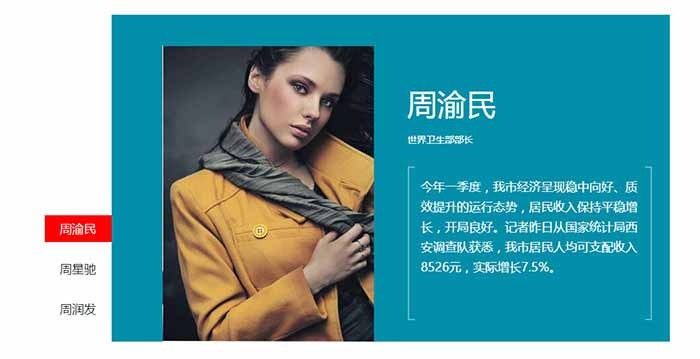 周渝民
世界卫生部部长
今年一季度，我市经济呈现稳中向好、质
效提升的运行态势，居民收入保持平稳增
长，开局良好。记者昨日从国家统计局西
安调查队获悉，我市居民人均可支配收入
8526元，实际增长7.5%。
周渝民
周星驰
周润发